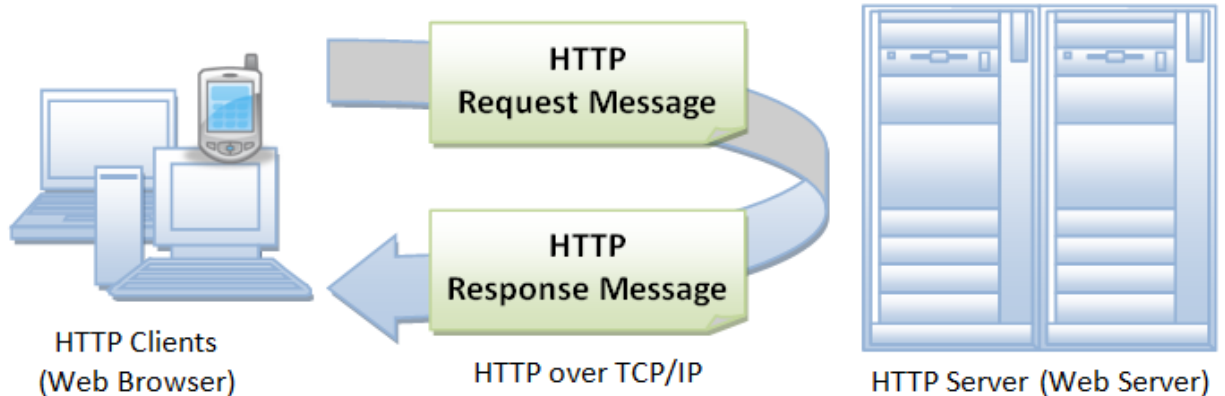 HTTP
Request Message
HTTP
Response Message
HTTP Clients
(Web Browser)
HTTP over TCP/IP
HTTP Server (Web Server)